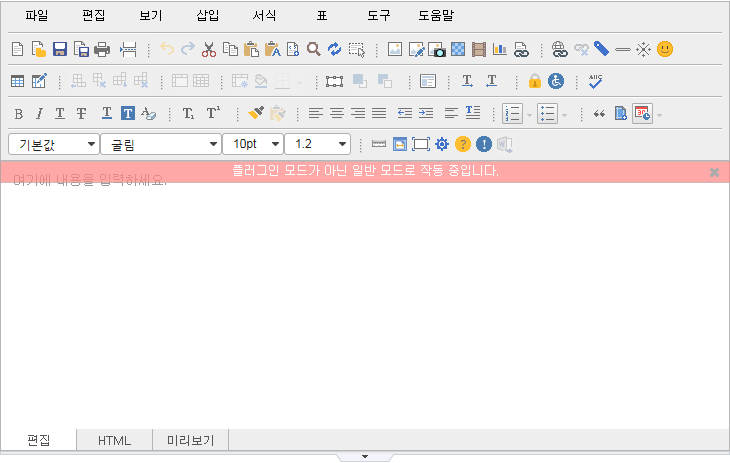 파일 편집 보기 삽입 서식 표 도구 도움말
B I T T T T
기본값 굴림 10pt 1.2
플러그인 모드가 아닌 일반 모드로 작동 중입니다.
여기에 내용을 입력하세요.
편집 HTML 미리보기